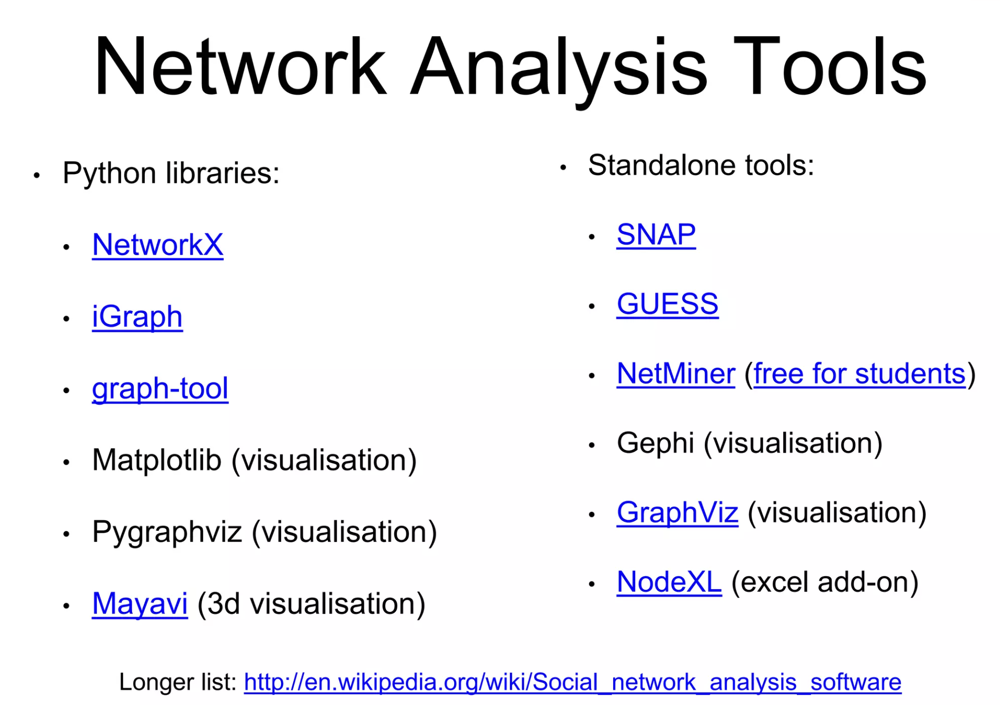 Network Analysis Tools
• Python libraries:
• NetworkX
• iGraph
• graph-tool
• Matplotlib (visualisation)
• Pygraphviz (visualisation)
• Mayavi (3d visualisation)
• Standalone tools:
• SNAP
• GUESS
• NetMiner (free for students)
• Gephi (visualisation)
• GraphViz (visualisation)
• NodeXL (excel add-on)
Longer list: http://en.wikipedia.org/wiki/Social_network_analysis_software